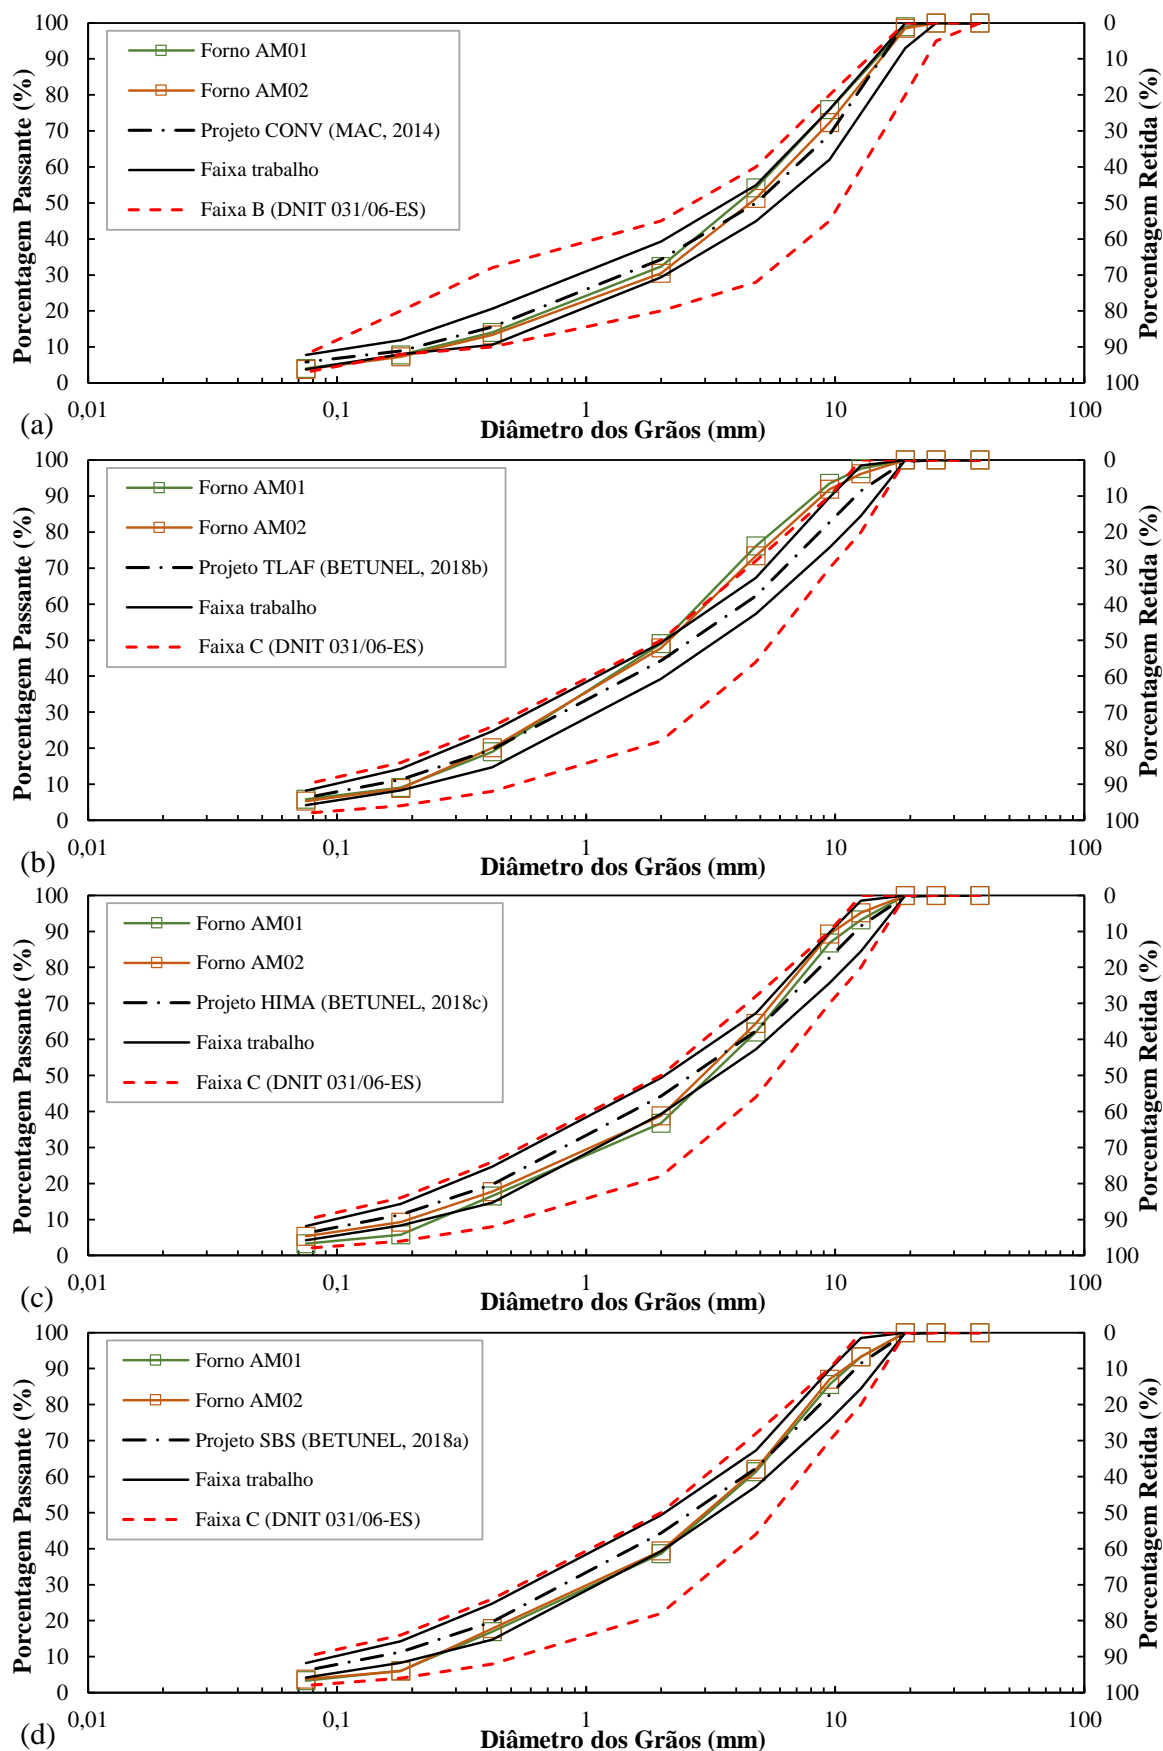 Porcentagem Passante (%)
100
90
80
70
60
50
40
30
20
10
0
Forno AM01
Forno AM02
Projeto CONV (MAC, 2014)
Faixa trabalho
Faixa B (DNIT 031/06-ES)
0
10
20
30
40
50
60
70
80
90
100
Porcentagem Retida (%)
0,01 0,1 1 10 100
(a) Diâmetro dos Grãos (mm)
Porcentagem Passante (%)
100
90
80
70
60
50
40
30
20
10
0
Forno AM01
Forno AM02
Projeto TLAF (BETUNEL, 2018b)
Faixa trabalho
Faixa C (DNIT 031/06-ES)
0
10
20
30
40
50
60
70
80
90
100
Porcentagem Retida (%)
0,01 0,1 1 10 100
(b) Diâmetro dos Grãos (mm)
Porcentagem Passante (%)
100
90
80
70
60
50
40
30
20
10
0
Forno AM01
Forno AM02
Projeto HIMA (BETUNEL, 2018c)
Faixa trabalho
Faixa C (DNIT 031/06-ES)
0
10
20
30
40
50
60
70
80
90
100
Porcentagem Retida (%)
0,01 0,1 1 10 100
(c) Diâmetro dos Grãos (mm)
Porcentagem Passante (%)
100
90
80
70
60
50
40
30
20
10
0
Forno AM01
Forno AM02
Projeto SBS (BETUNEL, 2018a)
Faixa trabalho
Faixa C (DNIT 031/06-ES)
0
10
20
30
40
50
60
70
80
90
100
Porcentagem Retida (%)
0,01 0,1 1 10 100
(d) Diâmetro dos Grãos (mm)